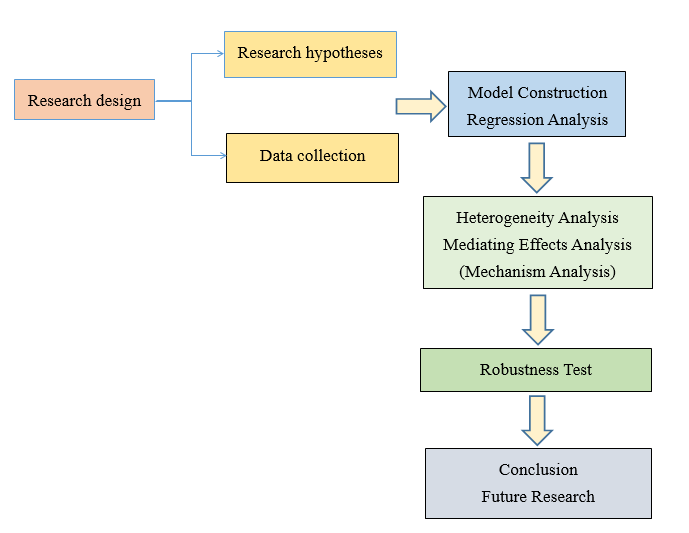 Research design
Research hypotheses
Data collection
Model Construction
Regression Analysis
Heterogeneity Analysis
Mediating Effects Analysis
(Mechanism Analysis)
Robustness Test
Conclusion
Future Research